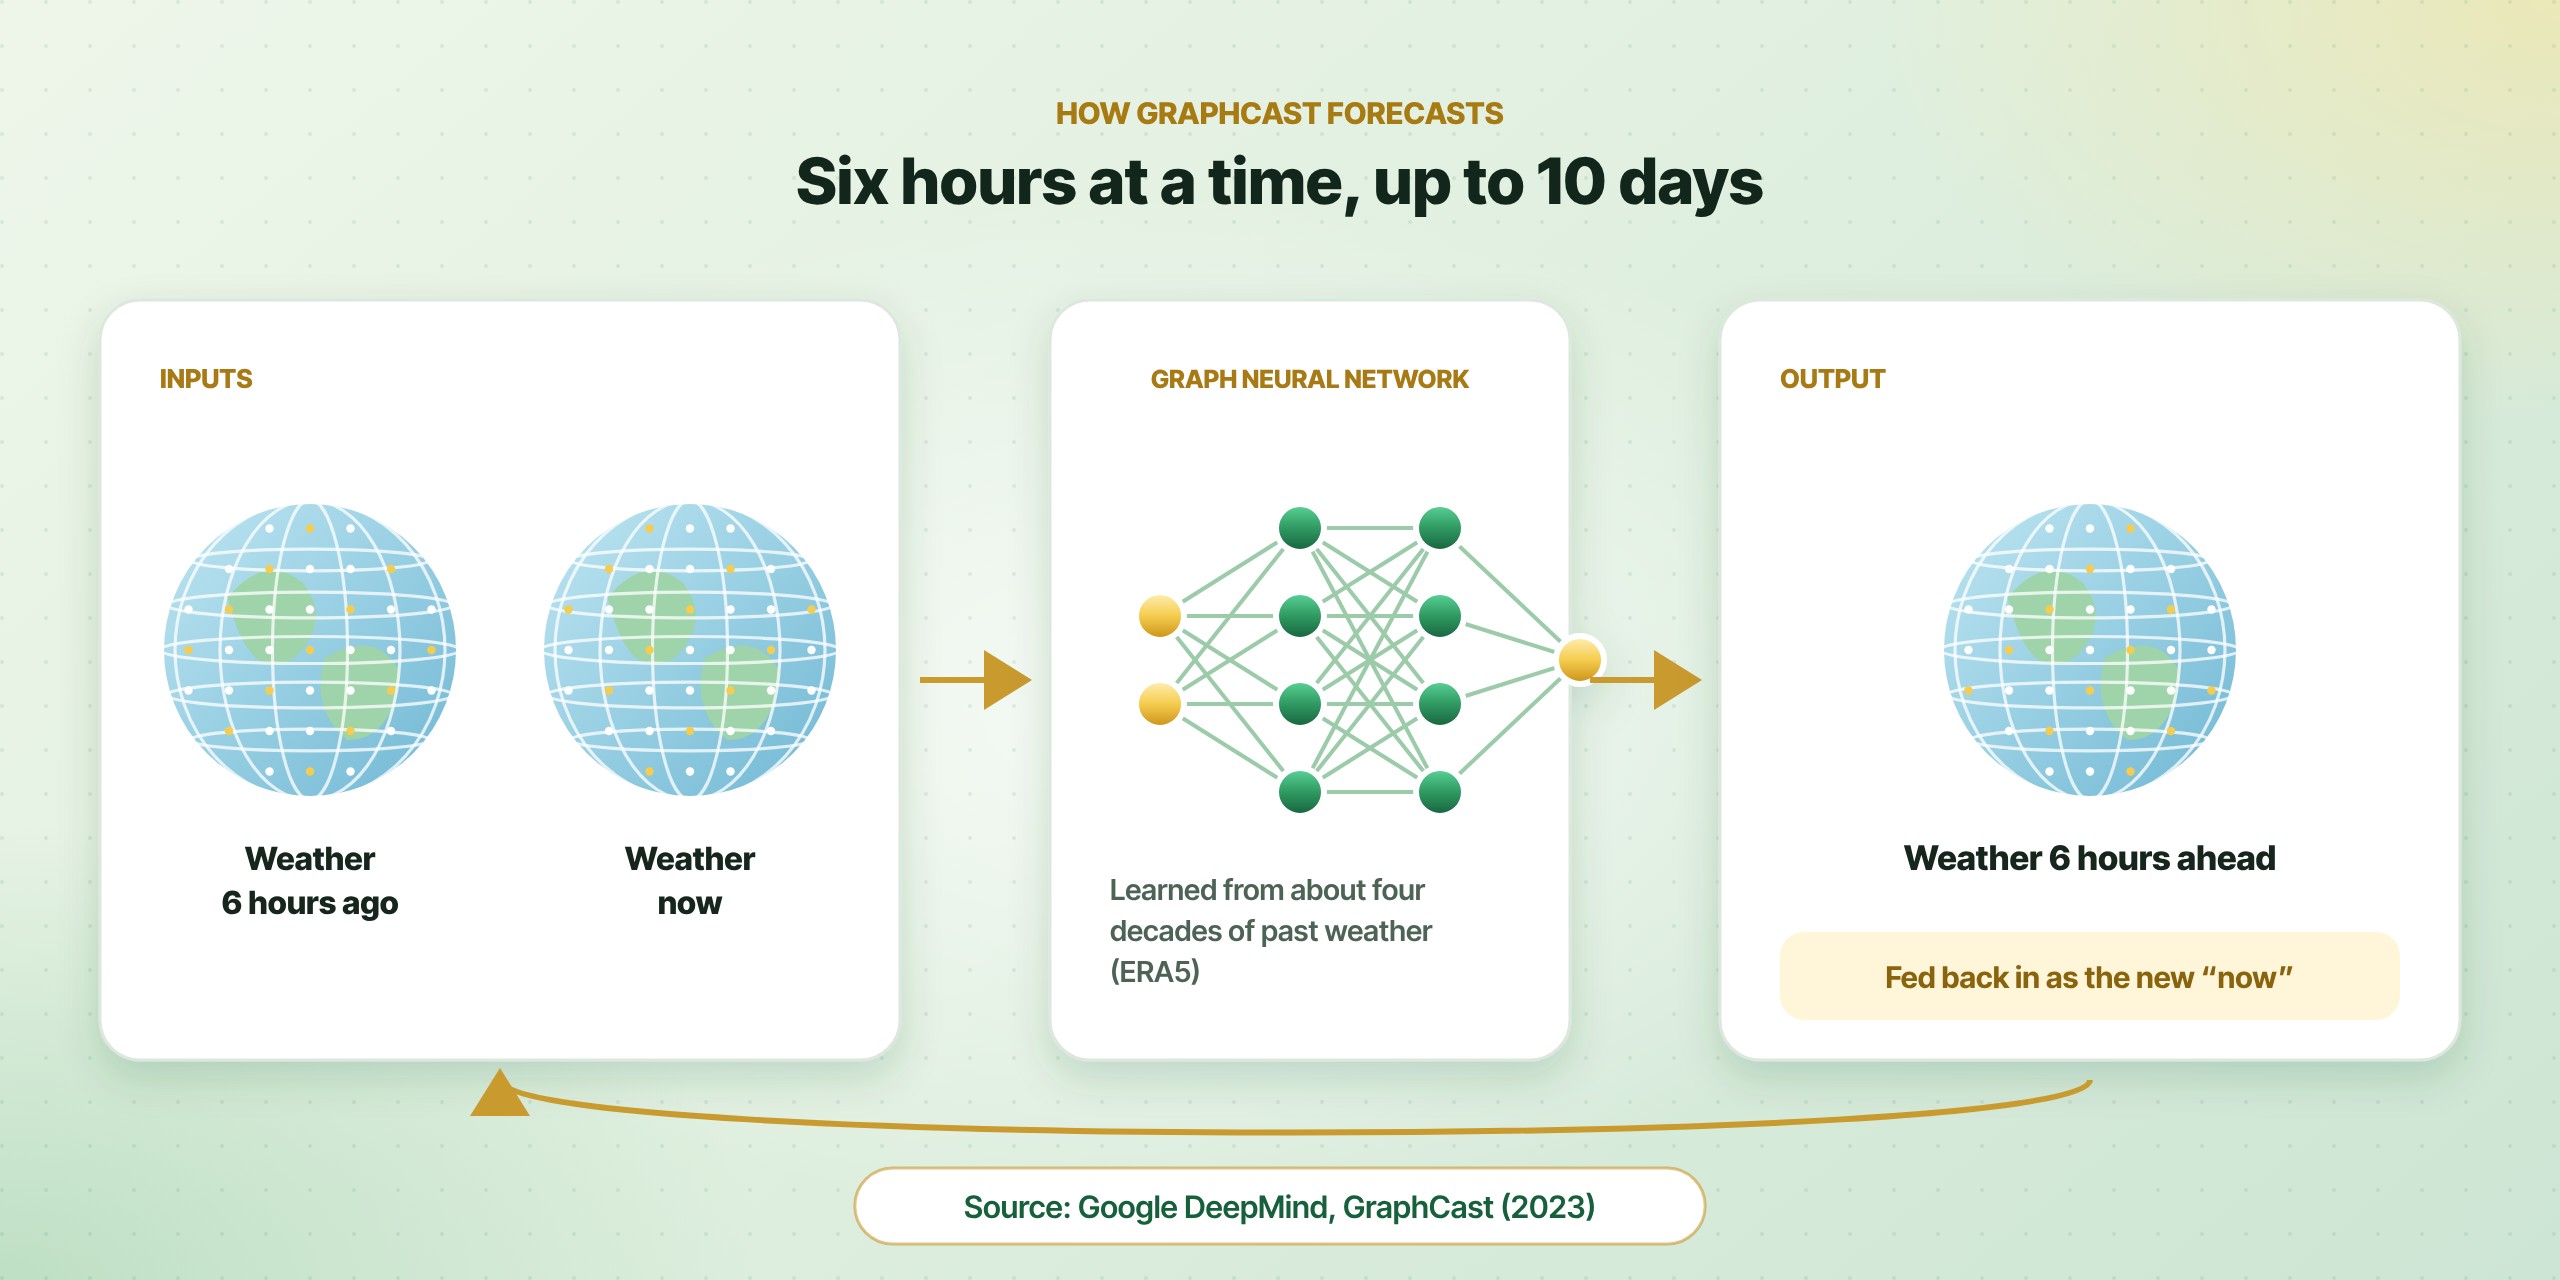 HOW GRAPHCAST FORECASTS
Six hours at a time, up to 10 days
INPUTS
Weather
6 hours ago
Weather
now
GRAPH NEURAL NETWORK
Learned from about four
decades of past weather
(ERA5)
OUTPUT
Weather 6 hours ahead
Fed back in as the new “now”
Source: Google DeepMind, GraphCast (2023)